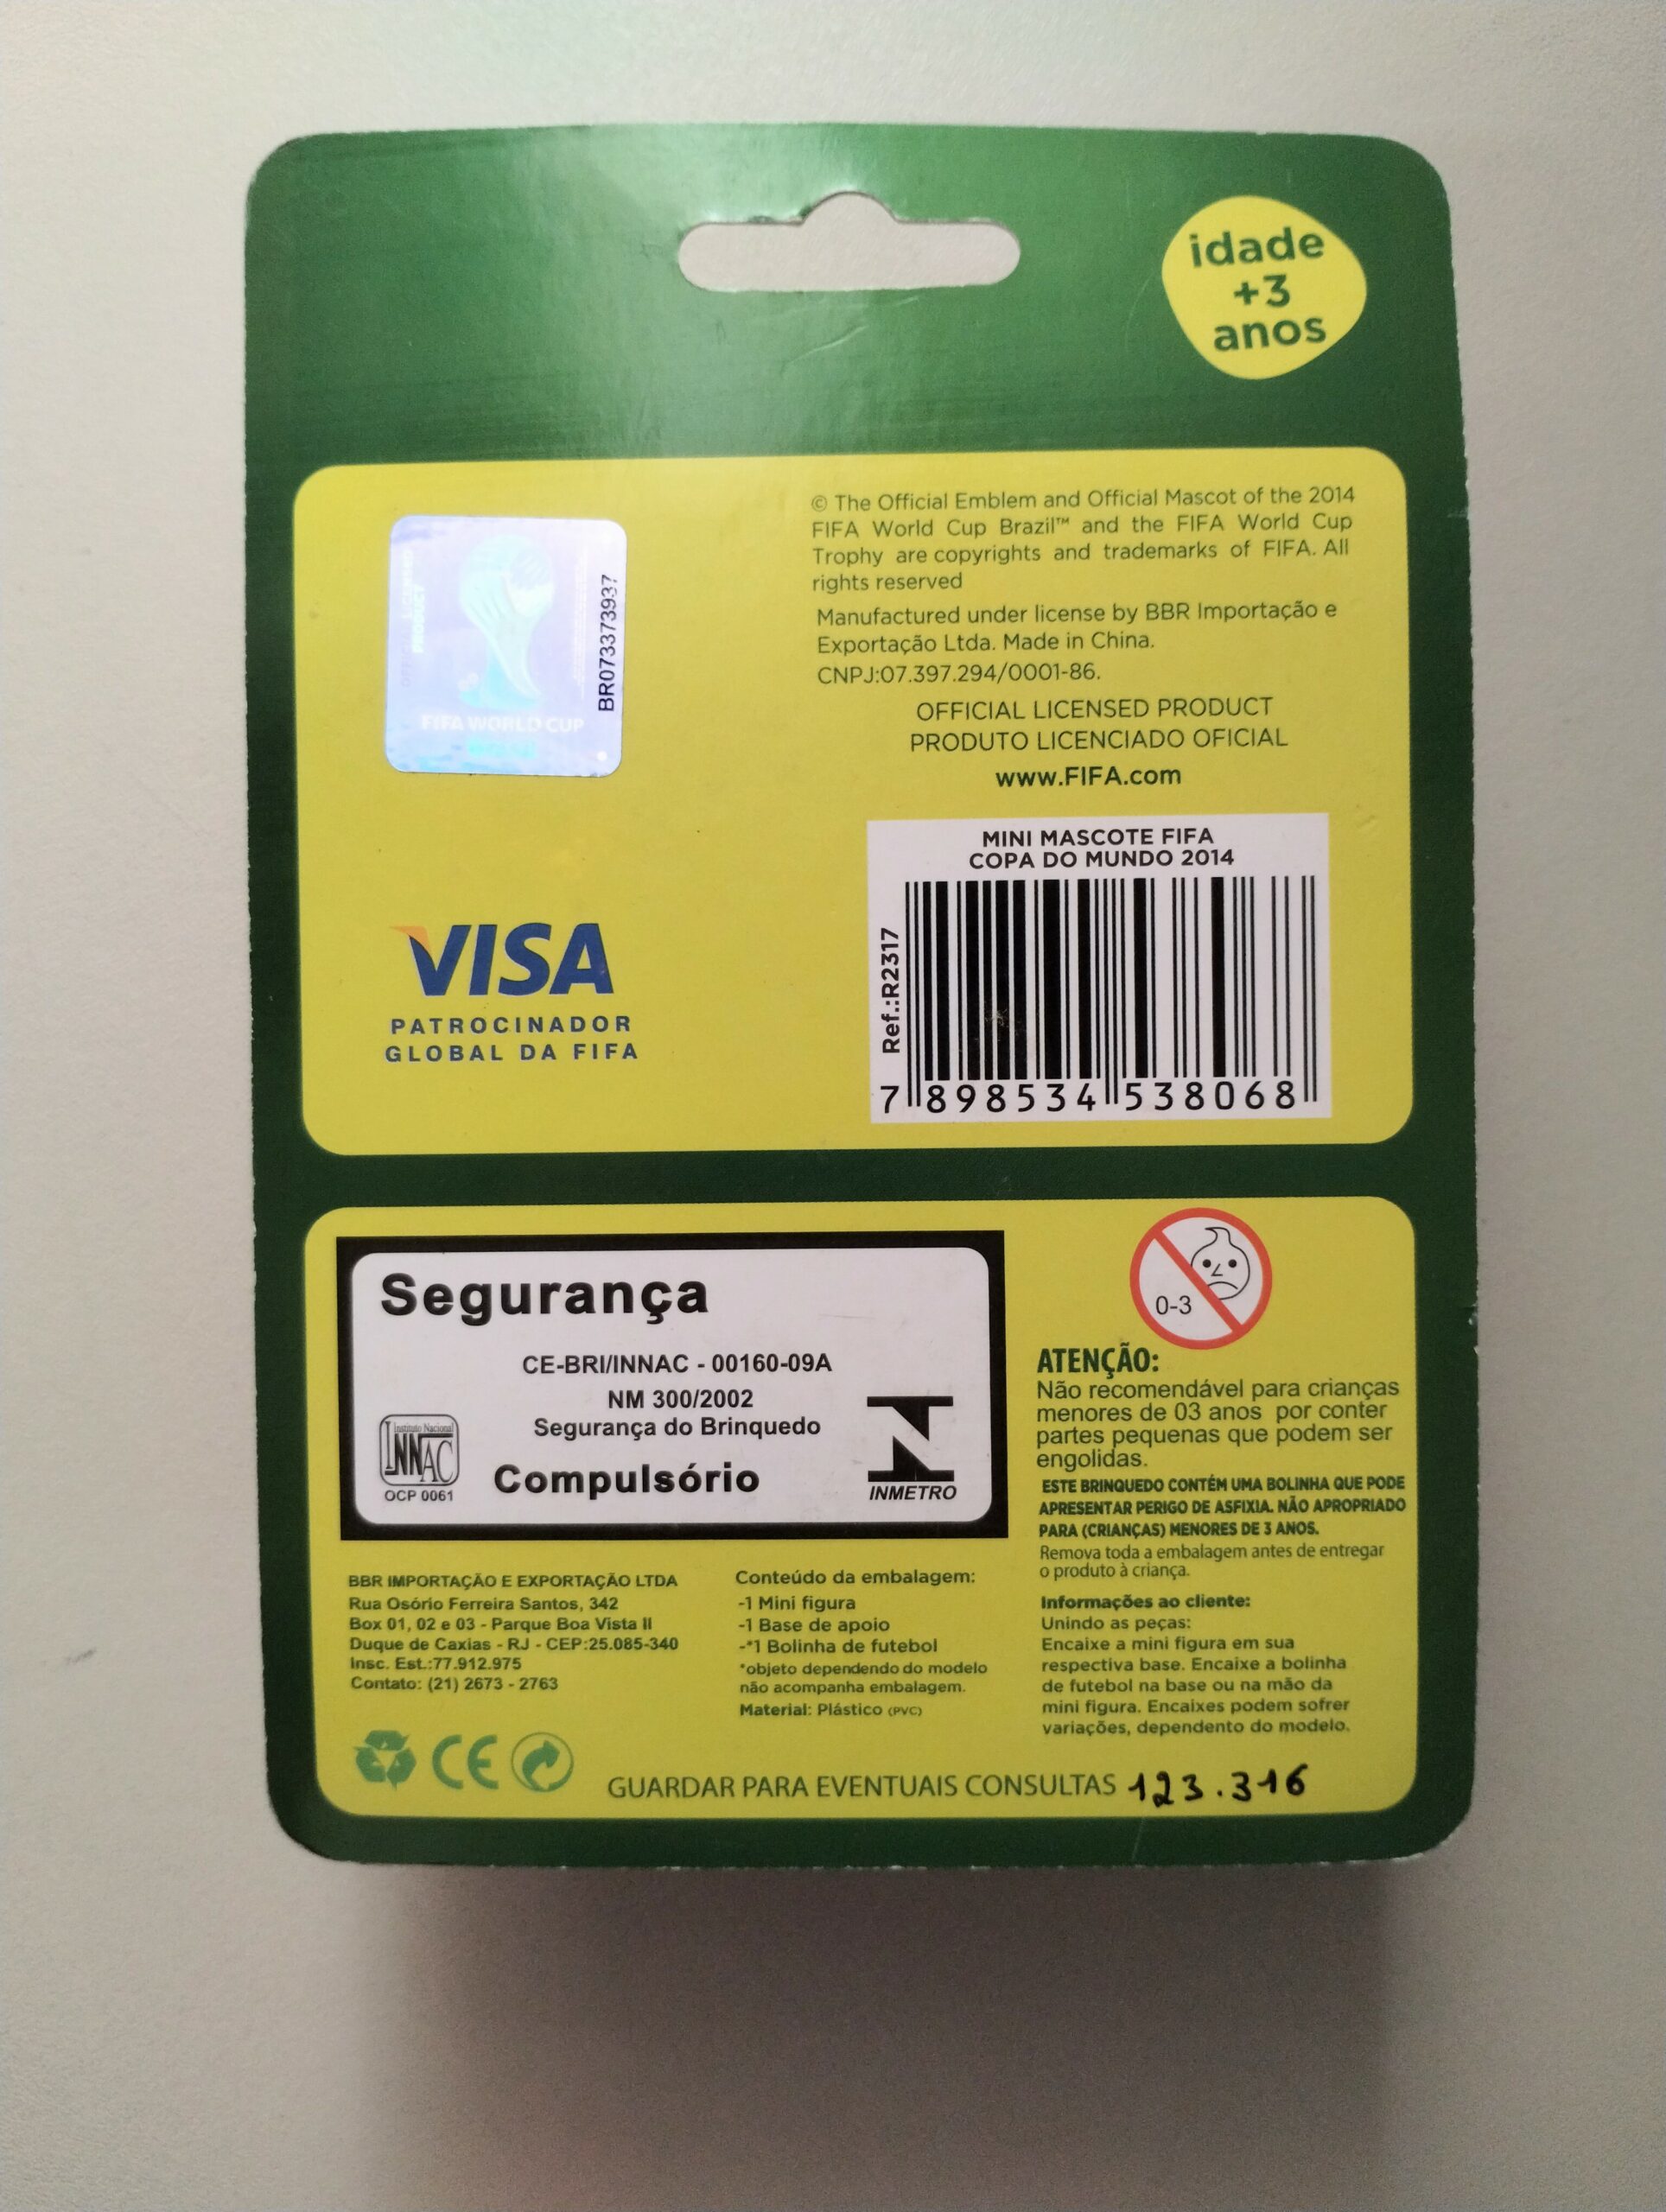 idade
+3
anos
© The Official Emblem and Official Mascot of the 2014
FIFA World Cup Brazil™ and the FIFA World Cup
Trophy are copyrights and trademarks of FIFA. All
rights reserved
Manufactured under license by BBR Importação e
Exportação Ltda. Made in China.
CNPJ:07.397.294/0001-86.
OFFICIAL LICENSED PRODUCT
PRODUTO LICENCIADO OFICIAL
www.FIFA.com
LICENSED
PRODUCT
FIFA WORLD CUP
BR073373937
VISA
PATROCINADOR
GLOBAL DA FIFA
MINI MASCOTE FIFA
COPA DO MUNDO 2014
Ref.:R2317
7 898534 538068
Segurança
CE-BRI/INNAC - 00160-09A
NM 300/2002
Segurança do Brinquedo
Compulsório
Instituto Nacional
INNAC
OCP 0061
INMETRO
0-3
ATENÇÃO:
Não recomendável para crianças
menores de 03 anos por conter
partes pequenas que podem ser
engolidas.
ESTE BRINQUEDO CONTÉM UMA BOLINHA QUE PODE
APRESENTAR PERIGO DE ASFIXIA. NÃO APROPRIADO
PARA (CRIANÇAS) MENORES DE 3 ANOS.
Remova toda a embalagem antes de entregar
o produto à criança.
BBR IMPORTAÇÃO E EXPORTAÇÃO LTDA
Rua Osório Ferreira Santos, 342
Box 01, 02 e 03 - Parque Boa Vista II
Duque de Caxias - RJ - CEP:25.085-340
Insc. Est.:77.912.975
Contato: (21) 2673 - 2763
Conteúdo da embalagem:
-1 Mini figura
-1 Base de apoio
-*1 Bolinha de futebol
*objeto dependendo do modelo
não acompanha embalagem.
Material: Plástico (PVC)
Informações ao cliente:
Unindo as peças:
Encaixe a mini figura em sua
respectiva base. Encaixe a bolinha
de futebol na base ou na mão da
mini figura. Encaixes podem sofrer
variações, dependento do modelo.
CE
GUARDAR PARA EVENTUAIS CONSULTAS 123.316